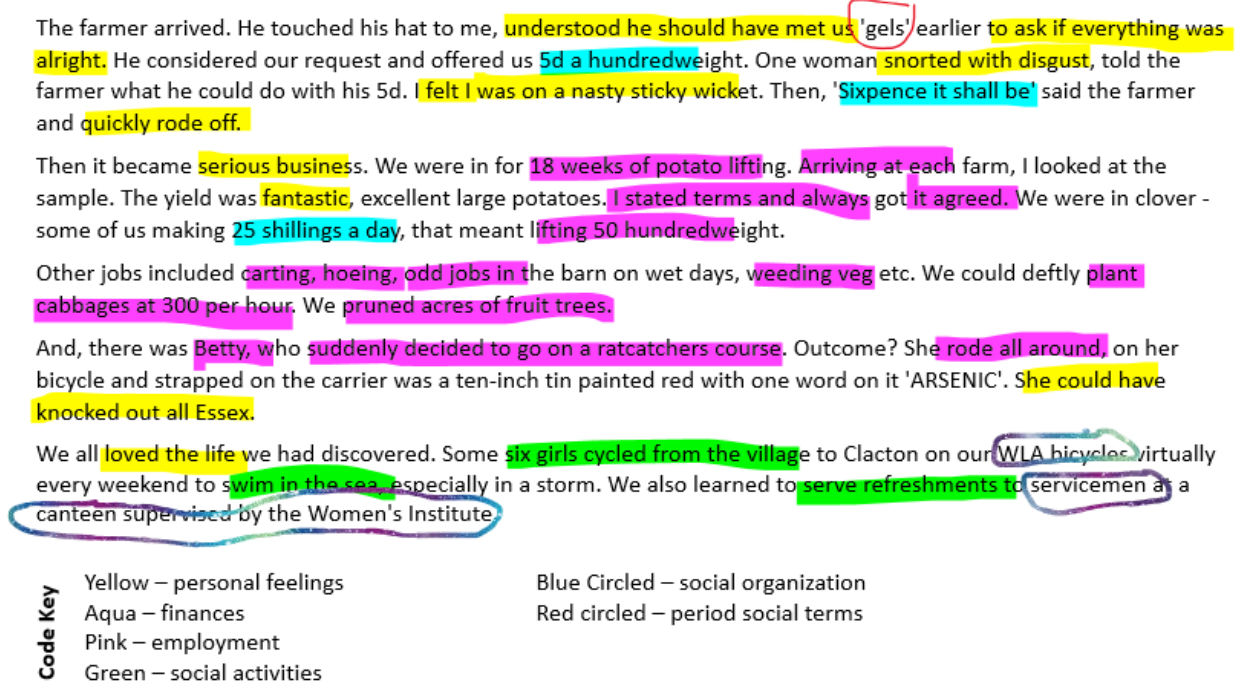 The farmer arrived. He touched his hat to me, understood he should have met us 'gels' earlier to ask if everything was
alright. He considered our request and offered us 5d a hundredweight. One woman snorted with disgust, told the
farmer what he could do with his 5d. I felt I was on a nasty sticky wicket. Then, 'Sixpence it shall be' said the farmer
and quickly rode off.
Then it became serious business. We were in for 18 weeks of potato lifting. Arriving at each farm, I looked at the
sample. The yield was fantastic, excellent large potatoes. I stated terms and always got it agreed. We were in clover -
some of us making 25 shillings a day, that meant lifting 50 hundredweight.
Other jobs included carting, hoeing, odd jobs in the barn on wet days, weeding veg etc. We could deftly plant
cabbages at 300 per hour. We pruned acres of fruit trees.
And, there was Betty, who suddenly decided to go on a ratcatchers course. Outcome? She rode all around, on her
bicycle and strapped on the carrier was a ten-inch tin painted red with one word on it 'ARSENIC'. She could have
knocked out all Essex.
We all loved the life we had discovered. Some six girls cycled from the village to Clacton on our WLA bicycles virtually
every weekend to swim in the sea, especially in a storm. We also learned to serve refreshments to servicemen at a
canteen supervised by the Women's Institute
Code Key
Yellow – personal feelings
Aqua – finances
Pink – employment
Green – social activities
Blue Circled – social organization
Red circled – period social terms